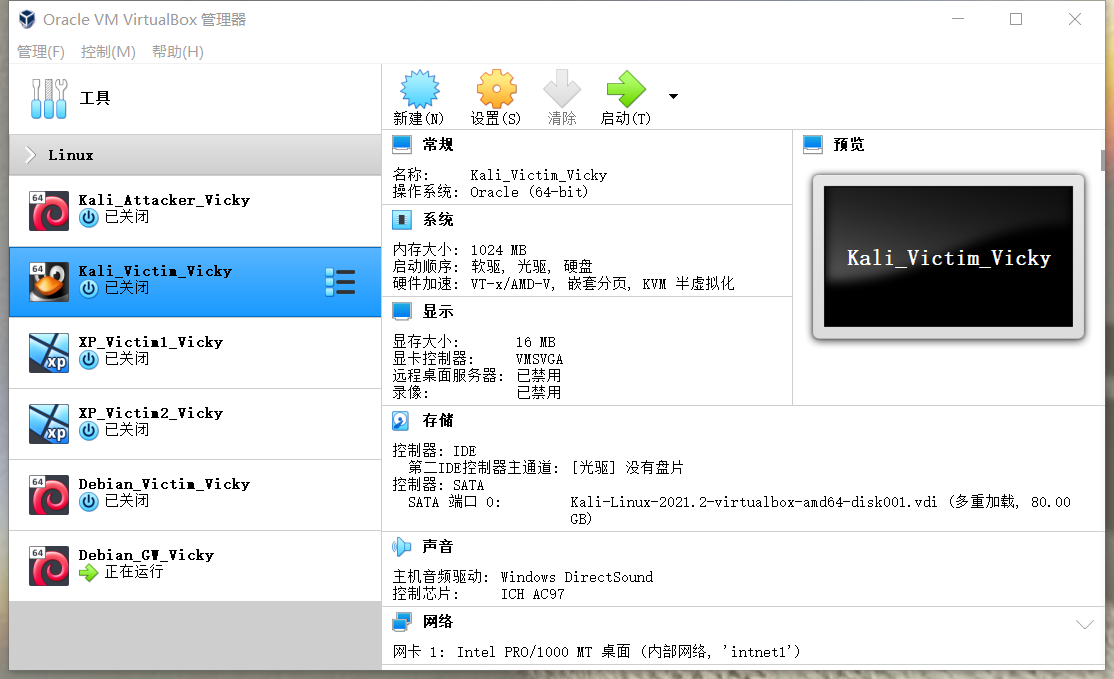 Oracle VM VirtualBox 管理器
管理(F) 控制(M) 帮助(H)
工具
新建(N) 设置(S) 清除 启动(T)
Linux
64
Kali_Attacker_Vicky
已关闭
64
Kali_Victim_Vicky
已关闭
xp
XP_Victim1_Vicky
已关闭
xp
XP_Victim2_Vicky
已关闭
64
Debian_Victim_Vicky
已关闭
64
Debian_GW_Vicky
正在运行
常规
名称: Kali_Victim_Vicky
操作系统: Oracle (64-bit)
预览
Kali_Victim_Vicky
系统
内存大小: 1024 MB
启动顺序: 软驱, 光驱, 硬盘
硬件加速: VT-x/AMD-V, 嵌套分页, KVM 半虚拟化
显示
显存大小: 16 MB
显卡控制器: VMSVGA
远程桌面服务器: 已禁用
录像: 已禁用
存储
控制器: IDE
第二IDE控制器主通道: [光驱] 没有盘片
控制器: SATA
SATA 端口 0: Kali-Linux-2021.2-virtualbox-amd64-disk001.vdi (多重加载, 80.00
GB)
声音
主机音频驱动: Windows DirectSound
控制芯片: ICH AC97
网络
网卡 1: Intel PRO/1000 MT 桌面 (内部网络, 'intnet1')